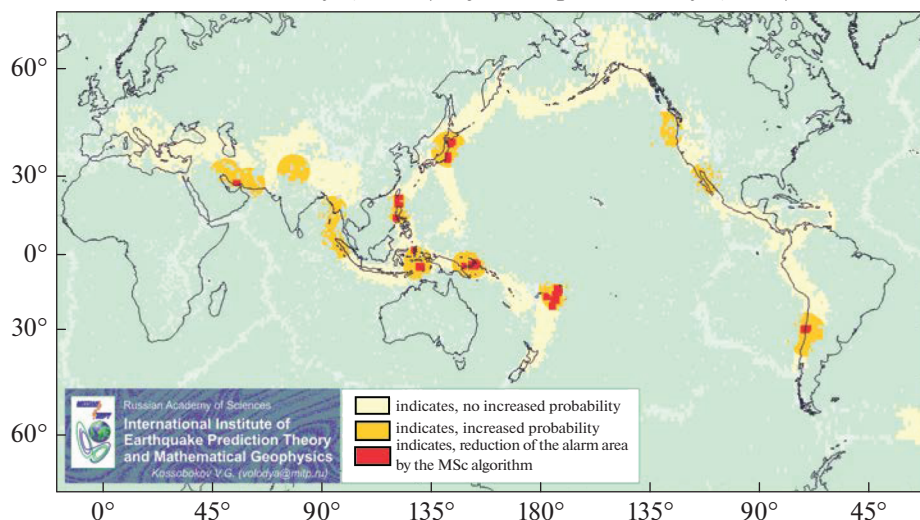 60°
30°
0°
30°
60°
Russian Academy of Sciences
International Institute of
Earthquake Prediction Theory
and Mathematical Geophysics
Kossobokov V.G. (volodya@mitp.ru)
indicates, no increased probability
indicates, increased probability
indicates, reduction of the alarm area
by the MSc algorithm
0° 45° 90° 135° 180° 135° 90° 45°